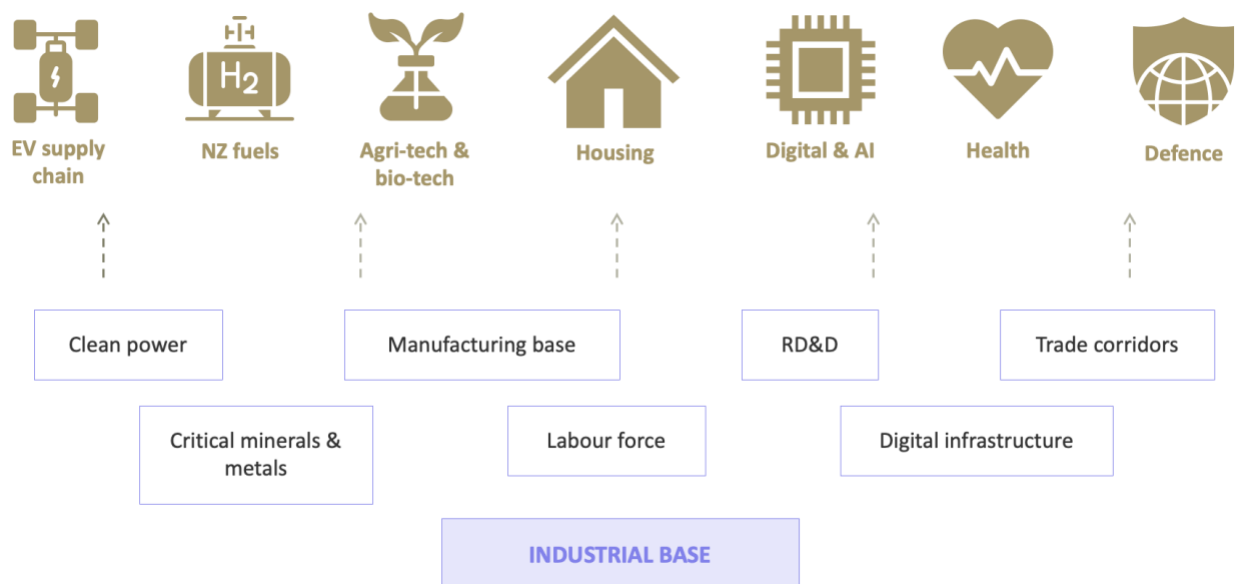 H2
EV supply
chain
NZ fuels
Agri-tech &
bio-tech
Housing
Digital & AI
Health
Defence
Clean power
Manufacturing base
RD&D
Trade corridors
Critical minerals &
metals
Labour force
Digital infrastructure
INDUSTRIAL BASE